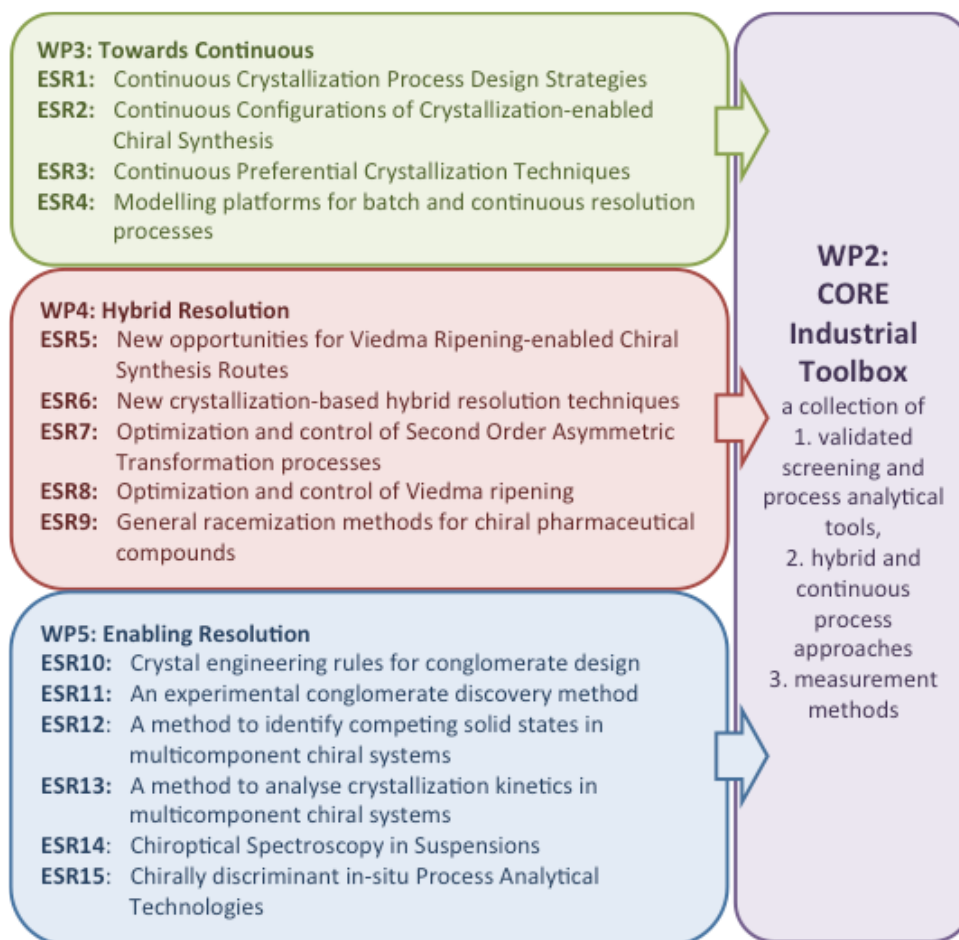 WP3: Towards Continuous
ESR1: Continuous Crystallization Process Design Strategies
ESR2: Continuous Configurations of Crystallization-enabled
Chiral Synthesis
ESR3: Continuous Preferential Crystallization Techniques
ESR4: Modelling platforms for batch and continuous resolution
processes
WP4: Hybrid Resolution
ESR5: New opportunities for Viedma Ripening-enabled Chiral
Synthesis Routes
ESR6: New crystallization-based hybrid resolution techniques
ESR7: Optimization and control of Second Order Asymmetric
Transformation processes
ESR8: Optimization and control of Viedma ripening
ESR9: General racemization methods for chiral pharmaceutical
compounds
WP5: Enabling Resolution
ESR10: Crystal engineering rules for conglomerate design
ESR11: An experimental conglomerate discovery method
ESR12: A method to identify competing solid states in
multicomponent chiral systems
ESR13: A method to analyse crystallization kinetics in
multicomponent chiral systems
ESR14: Chiroptical Spectroscopy in Suspensions
ESR15: Chirally discriminant in-situ Process Analytical
Technologies
WP2:
CORE
Industrial
Toolbox
a collection of
1. validated
screening and
process analytical
tools,
2. hybrid and
continuous
process
approaches
3. measurement
methods